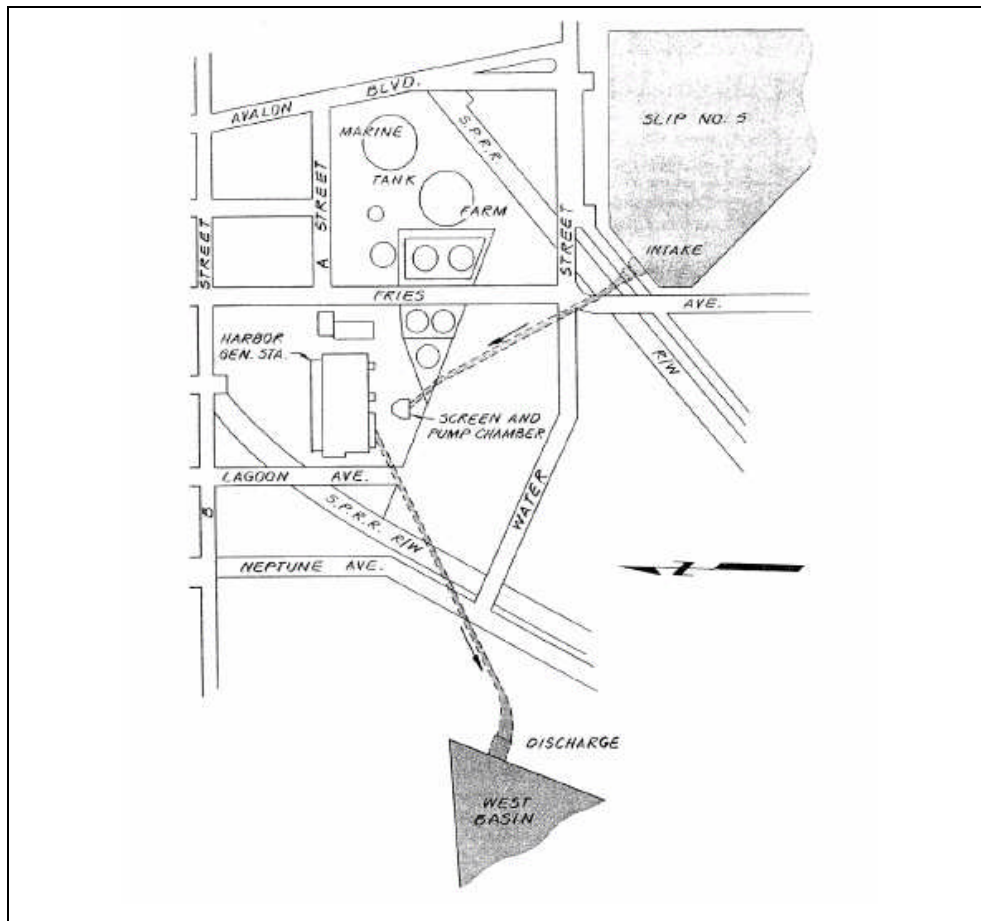 AVALON BLVD.
SLIP NO. 5
MARINE
TANK
FARM
S.P.R.R
A STREET
STREET
STREET
INTAKE
FRIES
AVE.
HARBOR
GEN. STA.
R/W
SCREEN AND
PUMP CHAMBER
LAGOON AVE.
S.P.R.R. R/W
WATER
B
NEPTUNE AVE.
N
DISCHARGE
WEST
BASIN